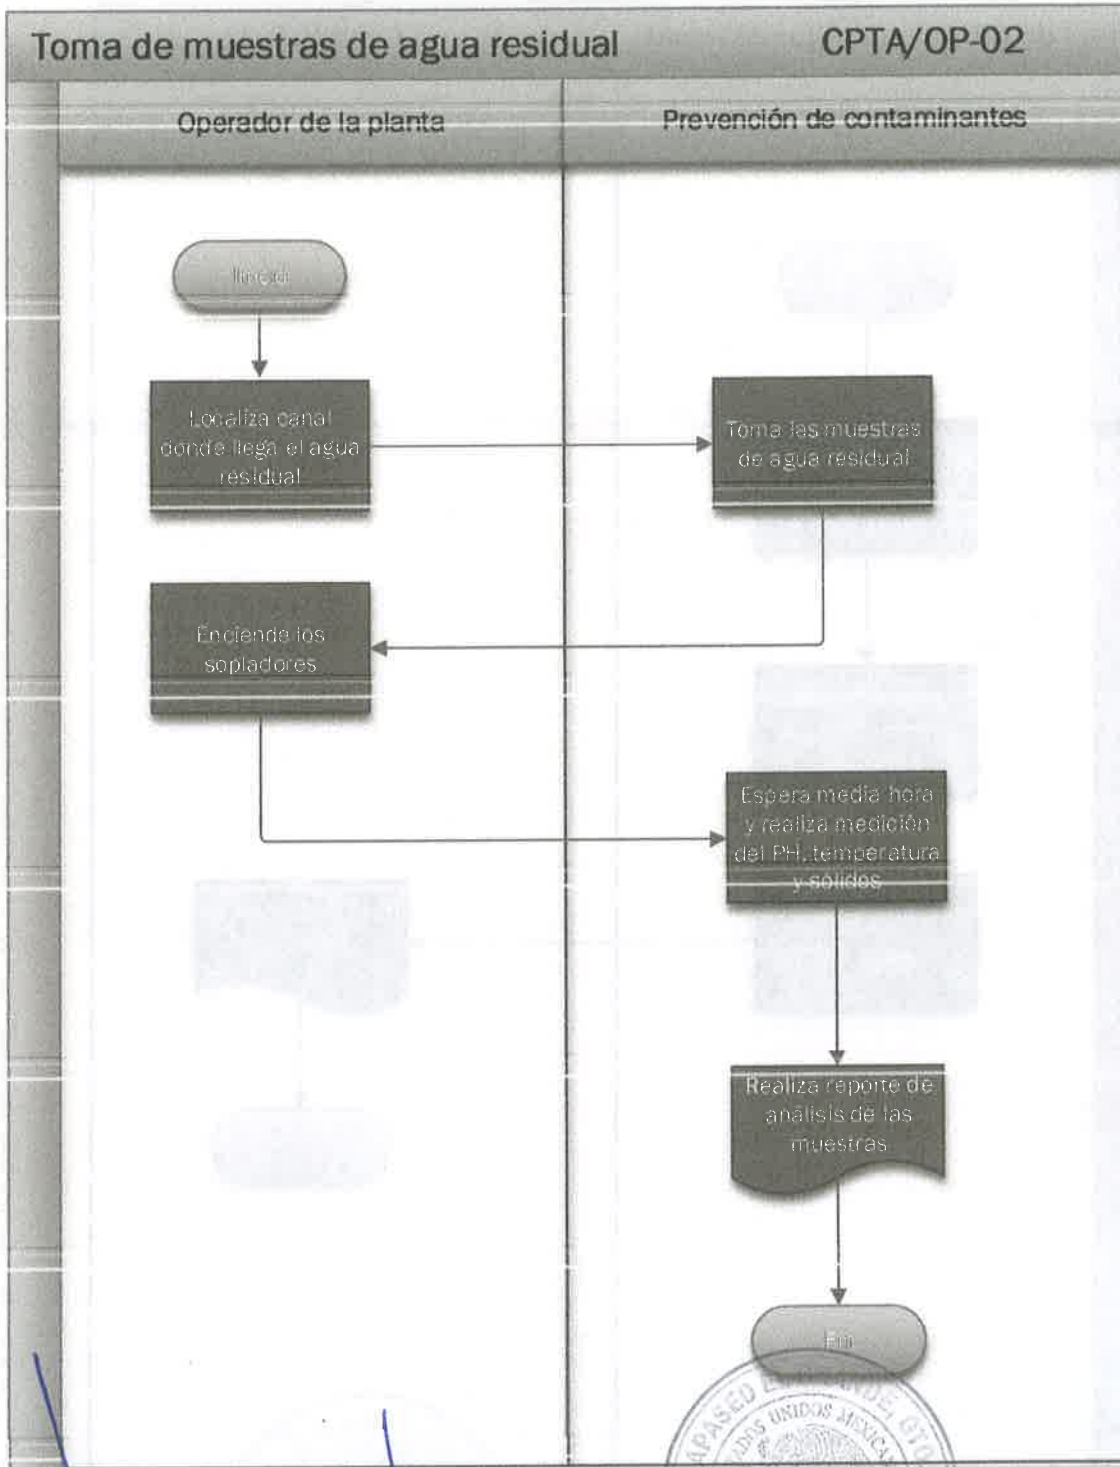 Toma de muestras de agua residual CPTA/OP-02
Operador de la planta
Prevención de contaminantes
Inicio
Localiza canal
donde llega el agua
residual
Toma las muestras
de agua residual
Enciende los
sopladores
Espera media hora
y realiza medición
del PH, temperatura
y sólidos
Realiza reporte de
análisis de las
muestras
Fin
UNIDOS